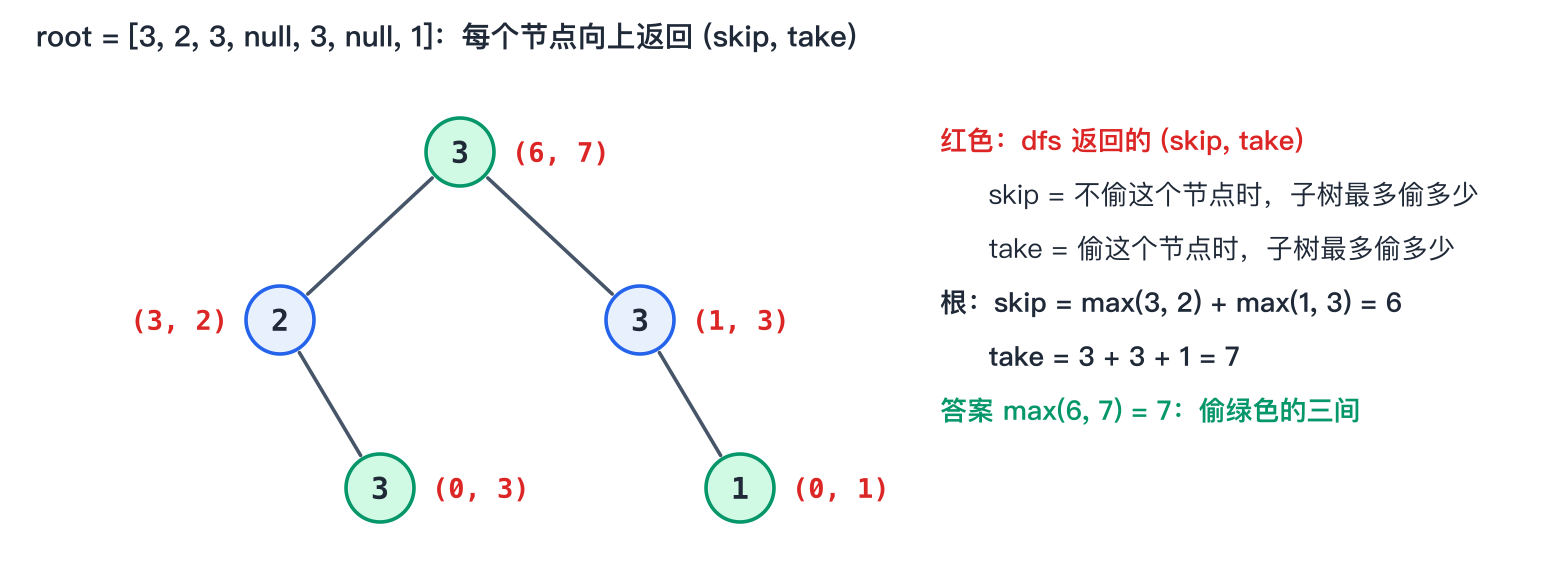 root = [3, 2, 3, null, 3, null, 1]：每个节点向上返回 (skip, take)
3 (6, 7)
(3, 2) 2
3 (1, 3)
3 (0, 3)
1 (0, 1)
红色：dfs 返回的 (skip, take)
skip = 不偷这个节点时，子树最多偷多少
take = 偷这个节点时，子树最多偷多少
根：skip = max(3, 2) + max(1, 3) = 6
take = 3 + 3 + 1 = 7
答案 max(6, 7) = 7：偷绿色的三间